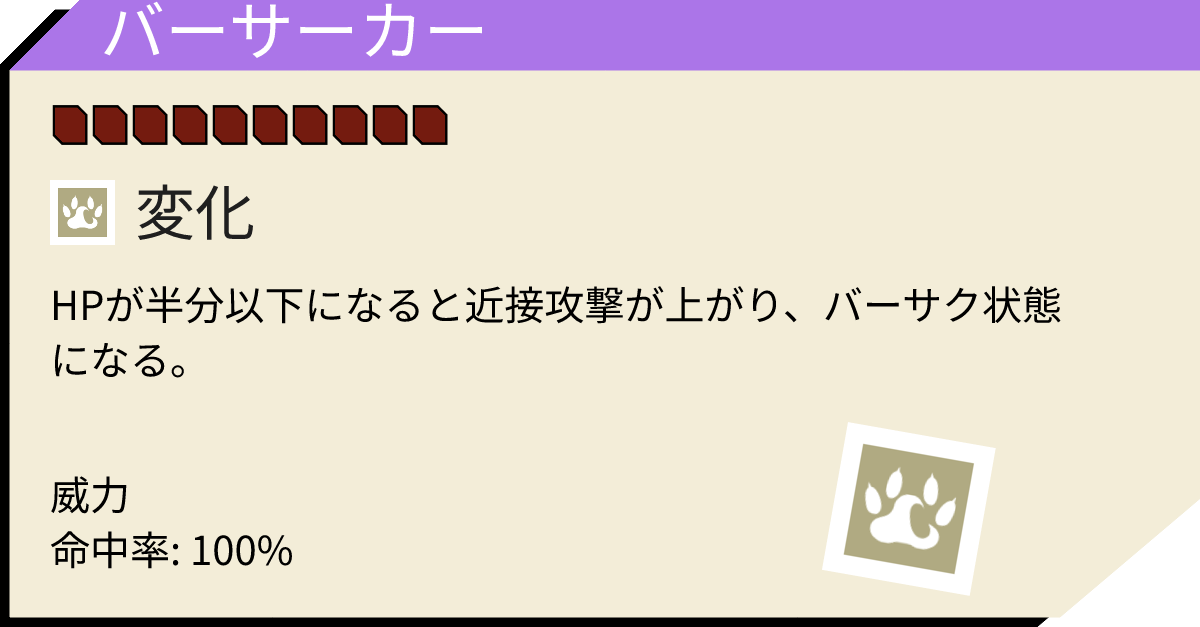 バーサーカー
変化
HPが半分以下になると近接攻撃が上がり、バーサク状態
になる。
威力
命中率: 100%